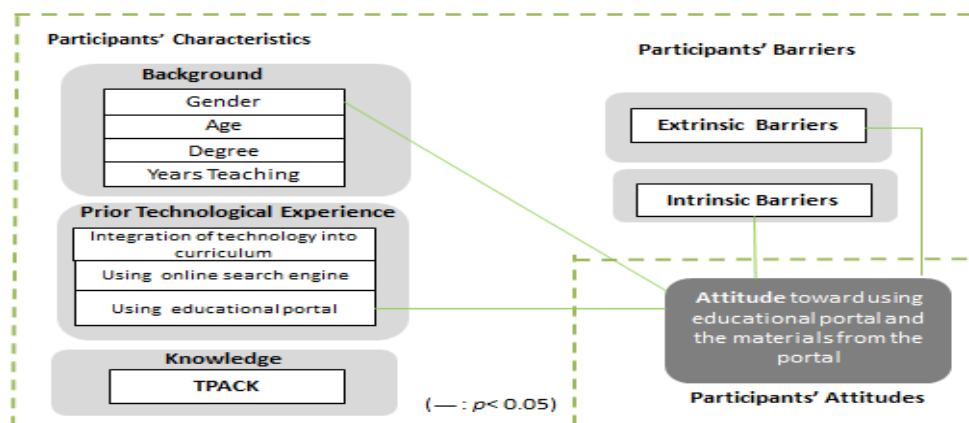 Participants' Characteristics
Background
Gender
Age
Degree
Years Teaching
Prior Technological Experience
Integration of technology into
curriculum
Using online search engine
Using educational portal
Knowledge
TPACK
(— : p< 0.05)
Participants' Barriers
Extrinsic Barriers
Intrinsic Barriers
Attitude toward using
educational portal and
the materials from the
portal
Participants' Attitudes